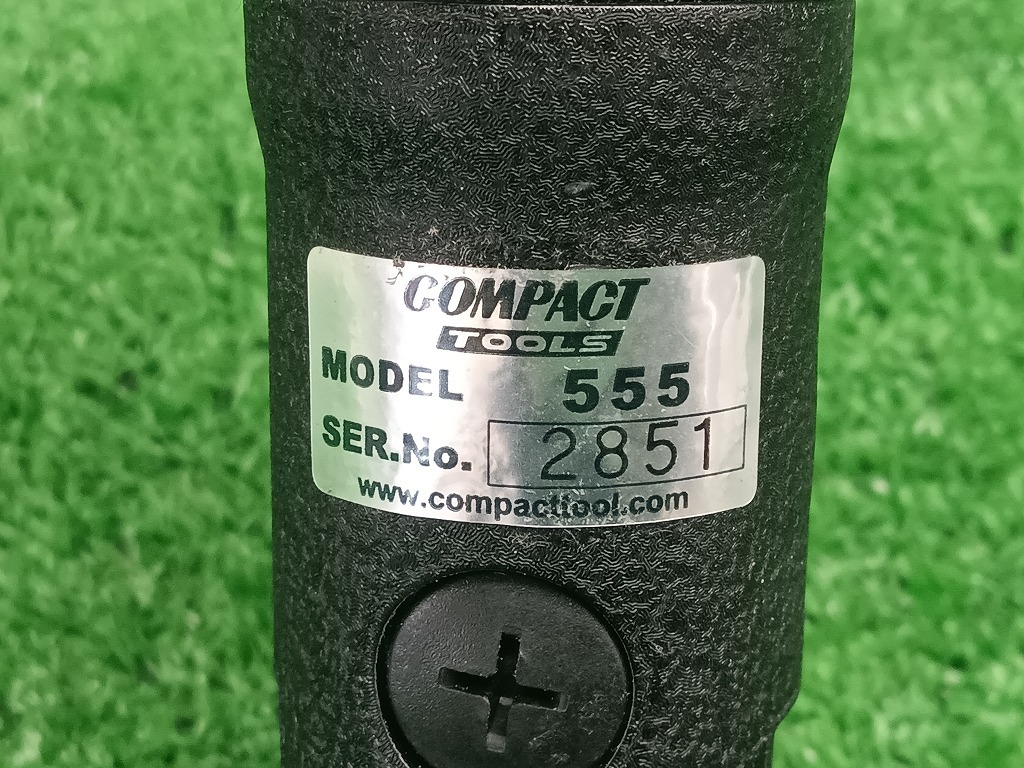 COMPACT
TOOLS
MODEL 555
SER.No. 2851
www.compacttool.com